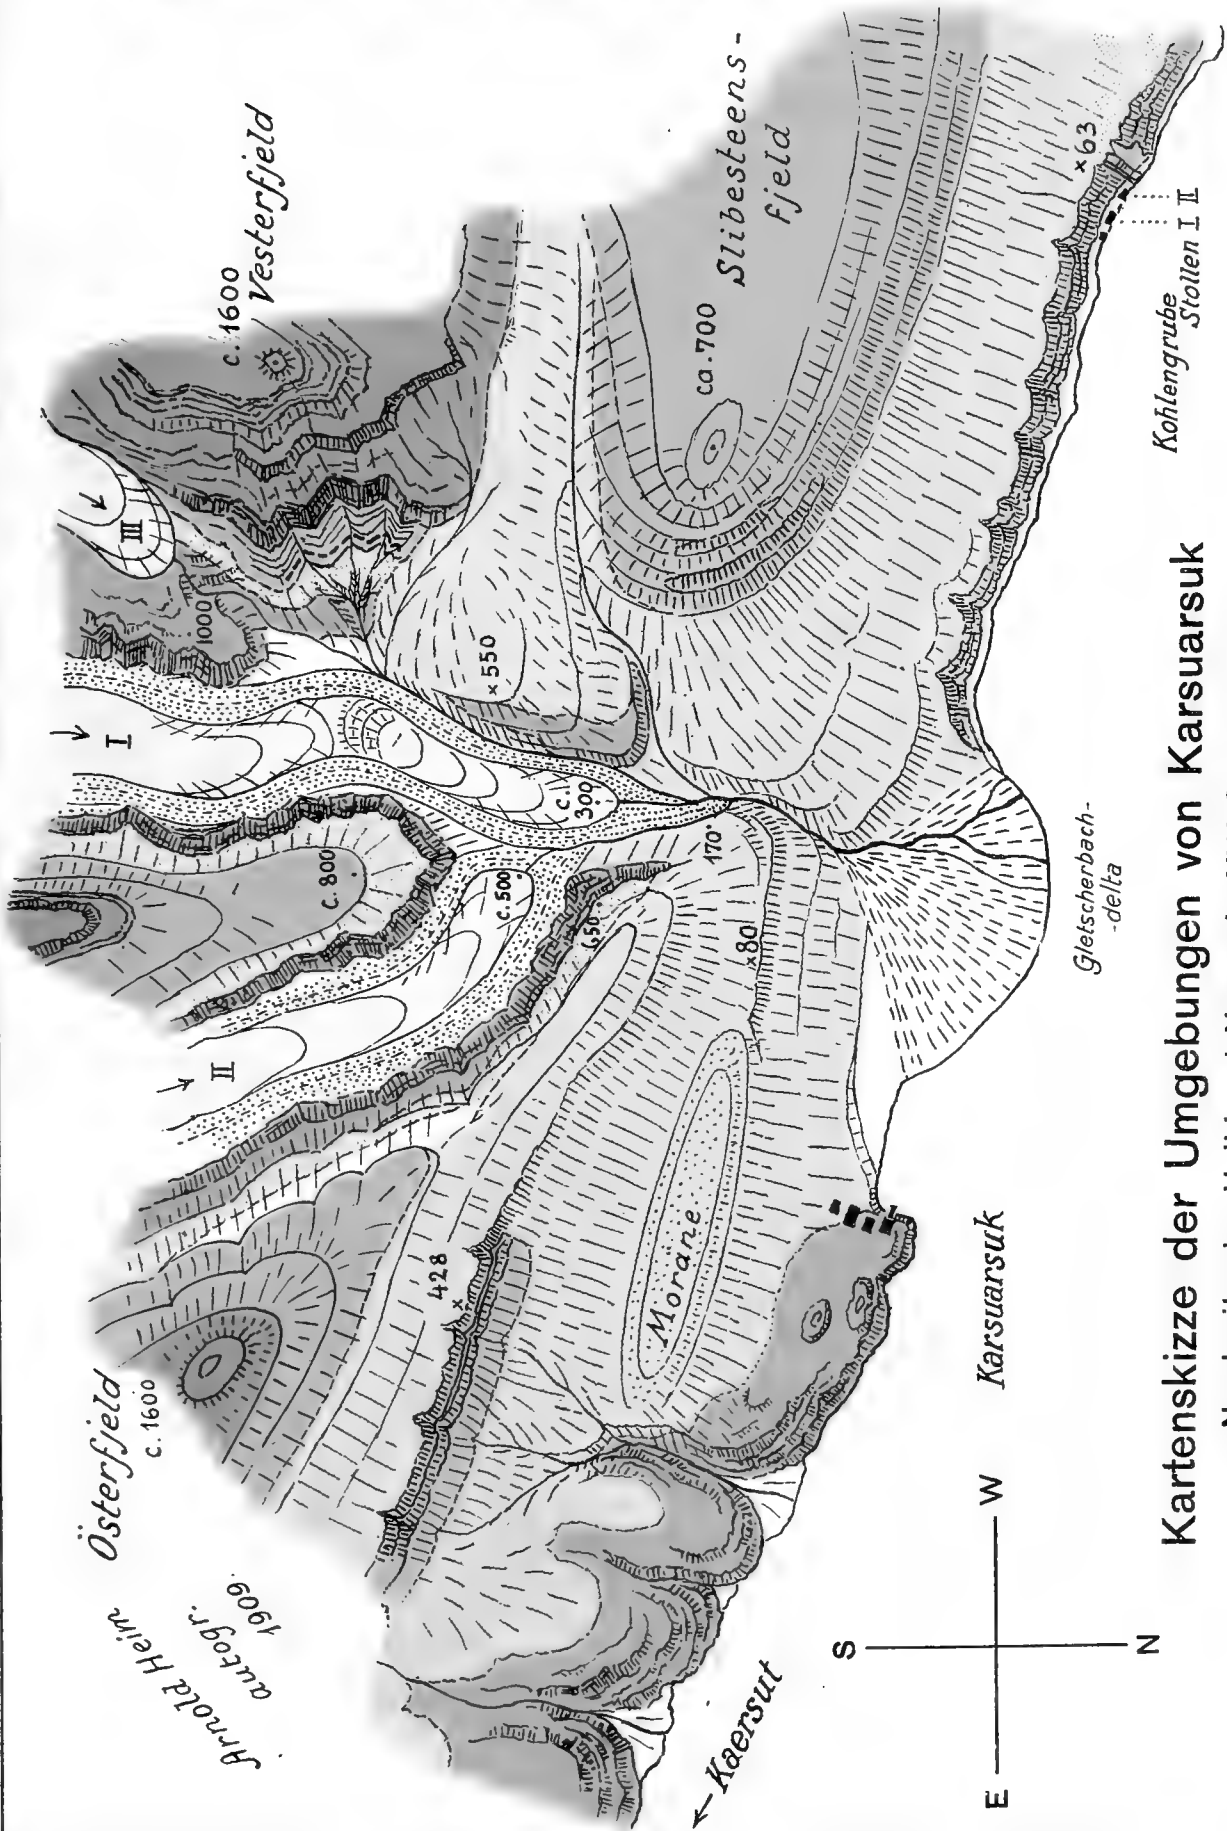 Arnold Heim
autogr.
1909.
Österfjeld
c. 1600
II
c. 800
I
1000
III
c. 1600
Vesterfjeld
428
650
c. 500
c. 300
× 550
ca. 700
Slibesteens-
fjeld
170
× 80
Morane
× 63
← Kaersut
Karsuarsuk
Gletscherbach-
-delta
Kohlengrube
Stollen I II
S
E
W
N
Kartenskizze der Umgebungen von Karsuarsuk